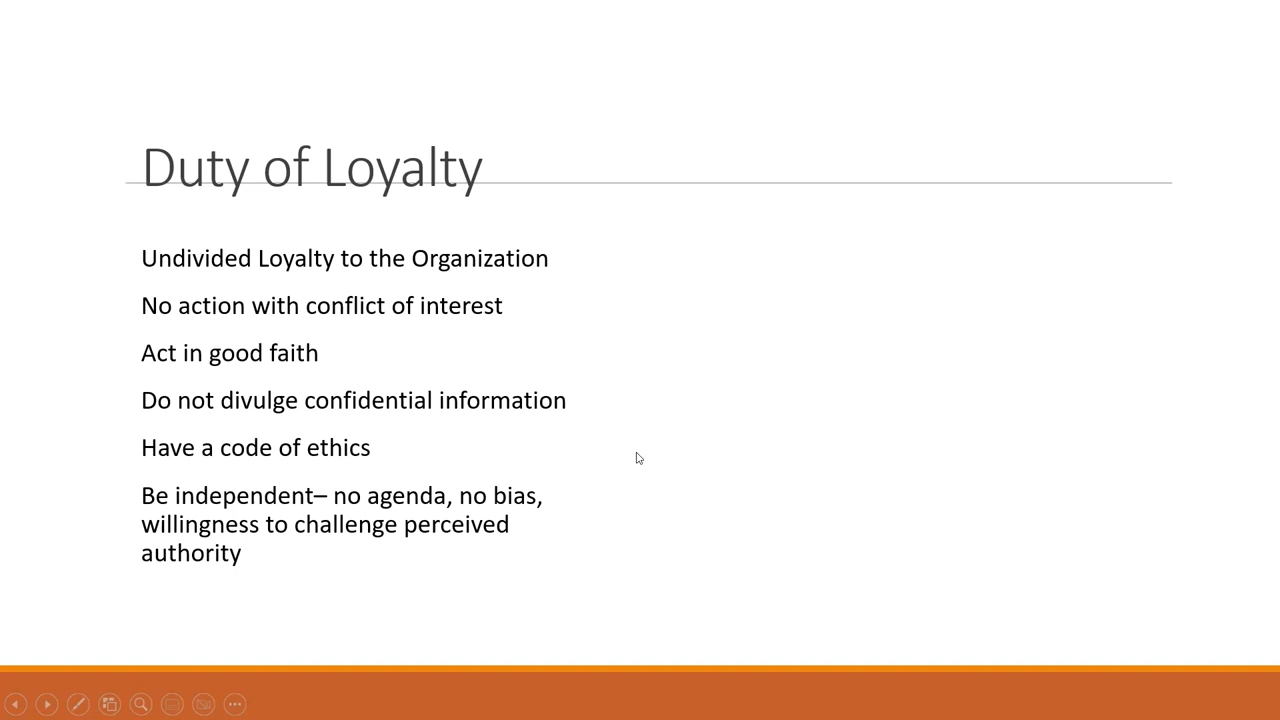 Duty of Loyalty
Undivided Loyalty to the Organization
No action with conflict of interest
Act in good faith
Do not divulge confidential information
Have a code of ethics
Be independent– no agenda, no bias,
willingness to challenge perceived
authority